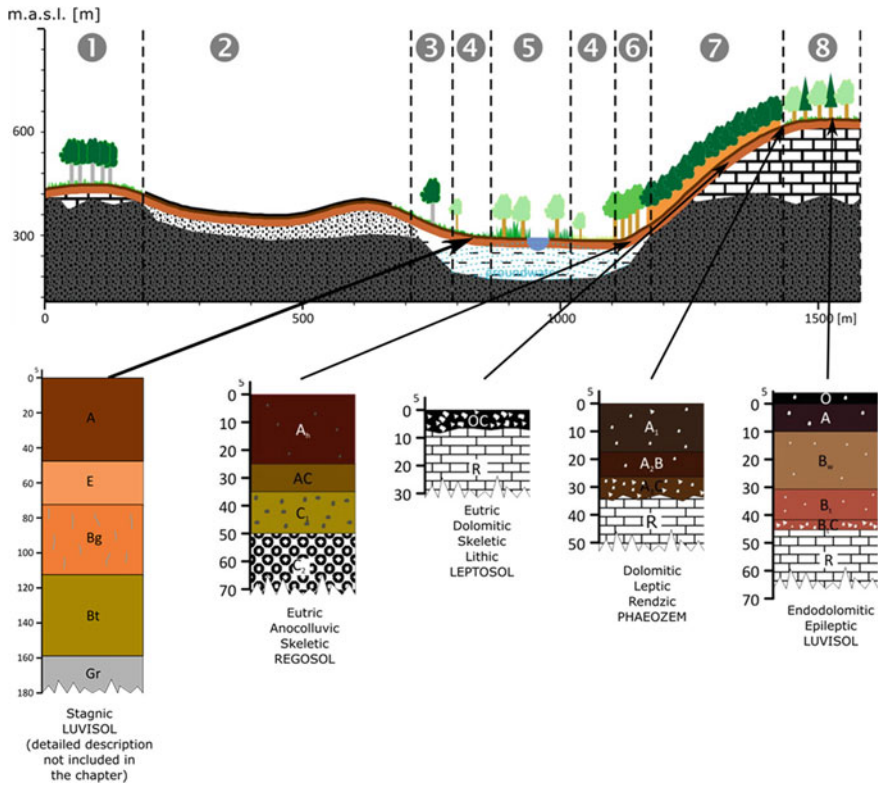 m.a.s.l. [m]
1 2 3 4 5 4 6 7 8
600
300
groundwater
0 500 1000 1500 [m]
5
0
20
40
60
80
100
120
140
160
180
A
E
Bg
Bt
Gr
Stagnic
LUVISOL
(detailed description
not included in
the chapter)
5
0
10
20
30
40
50
60
70
Ah
AC
C1
C2
Eutric
Anocolluvic
Skeletic
REGOSOL
5
0
10
20
30
OC
R
Eutric
Dolomitic
Skeletic
Lithic
LEPTOSOL
5
0
10
20
30
40
50
A1
A2B
R
Dolomitic
Leptic
Rendzic
PHAEOZEM
5
0
10
20
30
40
50
60
70
O
A
Bw
Bt
R
Endodolomitic
Epileptic
LUVISOL